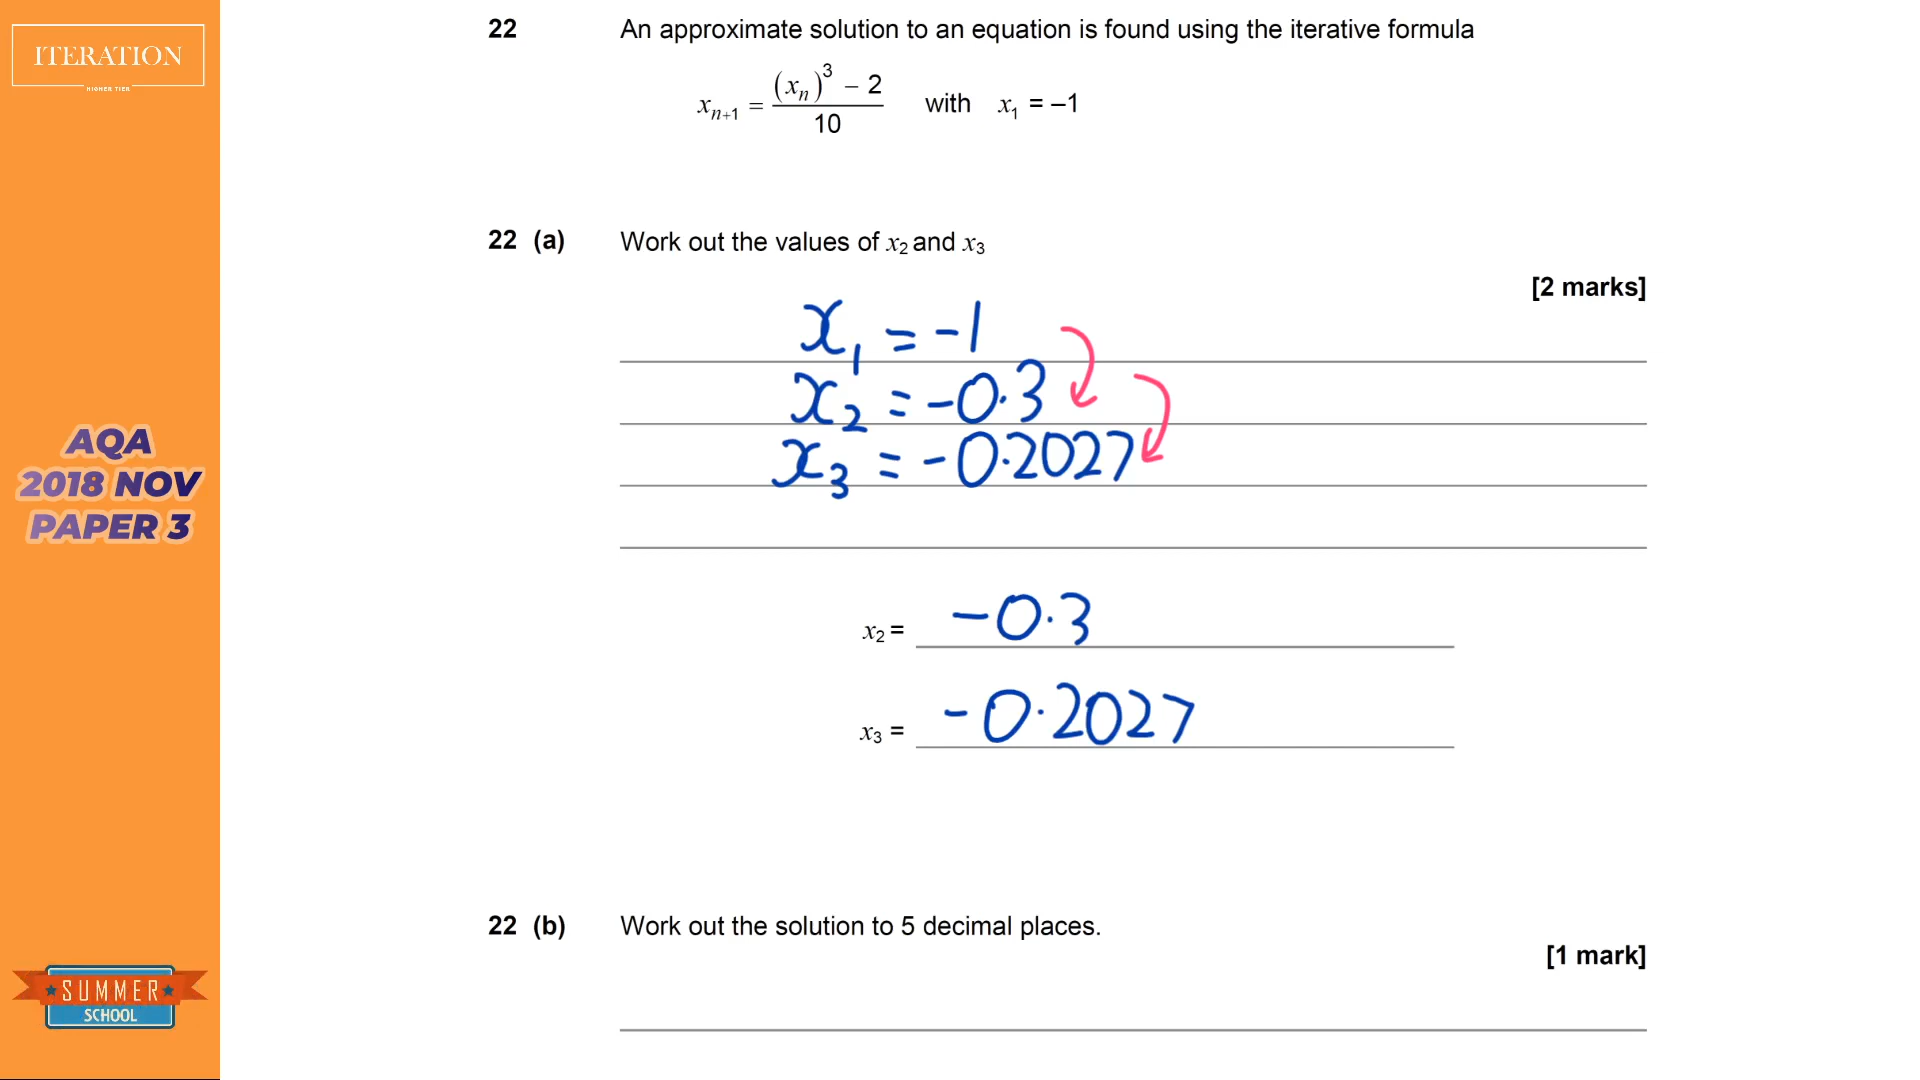 ITERATION
HIGHER TIER
AQA
2018 NOV
PAPER 3
SUMMER
SCHOOL
22 An approximate solution to an equation is found using the iterative formula
xₙ₊₁ = ((xₙ)³ − 2)/10 with x₁ = –1
22 (a) Work out the values of x₂ and x₃
[2 marks]
x₁ = -1
x₂ = -0.3
x₃ = -0.2027
x₂ = -0.3
x₃ = -0.2027
22 (b) Work out the solution to 5 decimal places.
[1 mark]